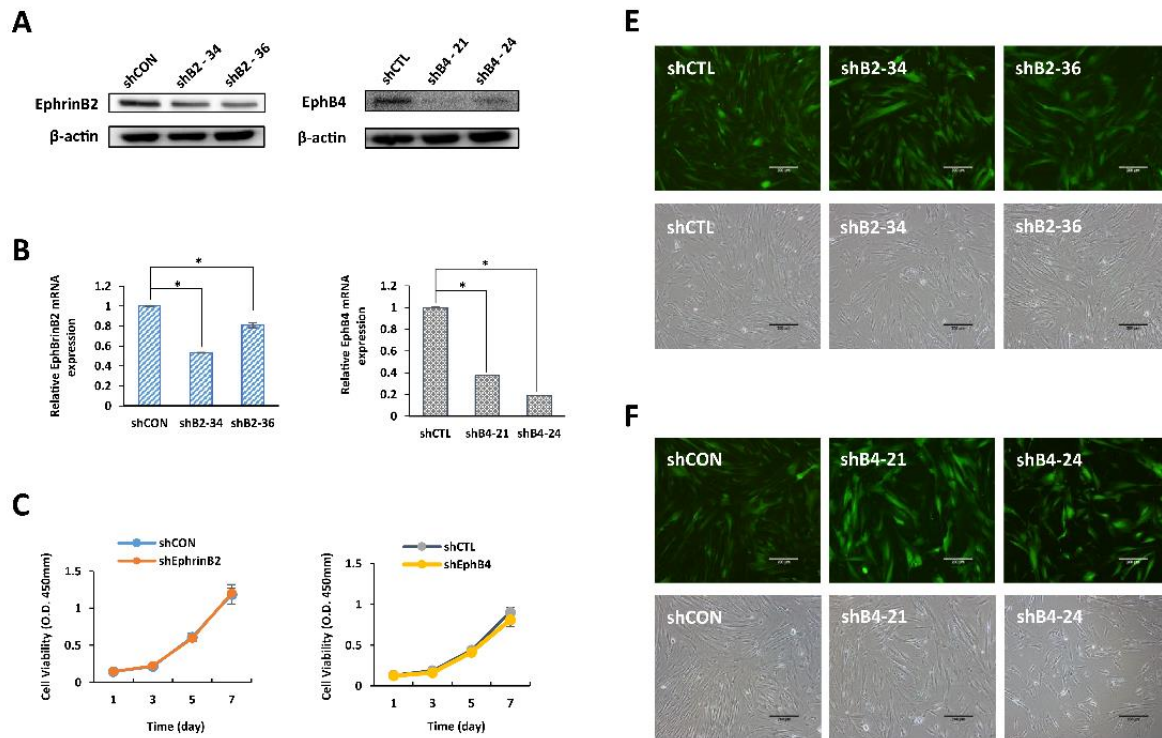 A
shCON
shB2 - 34
shB2 - 36
EphrinB2
β-actin
shCTL
shB4 - 21
shB4 - 24
EphB4
β-actin
B
Relative EphBrinB2 mRNA
expression
1.2
1
0.8
0.6
0.4
0.2
0
*
*
shCON
shB2-34
shB2-36
Relative EphB4 mRNA
expression
1.2
1
0.8
0.6
0.4
0.2
0
*
*
shCTL
shB4-21
shB4-24
C
shCON
shEphrinB2
Cell Viability (O.D. 450mm)
1.5
1
0.5
0
1 3 5 7
Time (day)
shCTL
shEphB4
Cell Viability (O.D. 450mm)
1.5
1
0.5
0
1 3 5 7
Time (day)
E
shCTL
shB2-34
shB2-36
shCTL
shB2-34
shB2-36
F
shCON
shB4-21
shB4-24
shCON
shB4-21
shB4-24